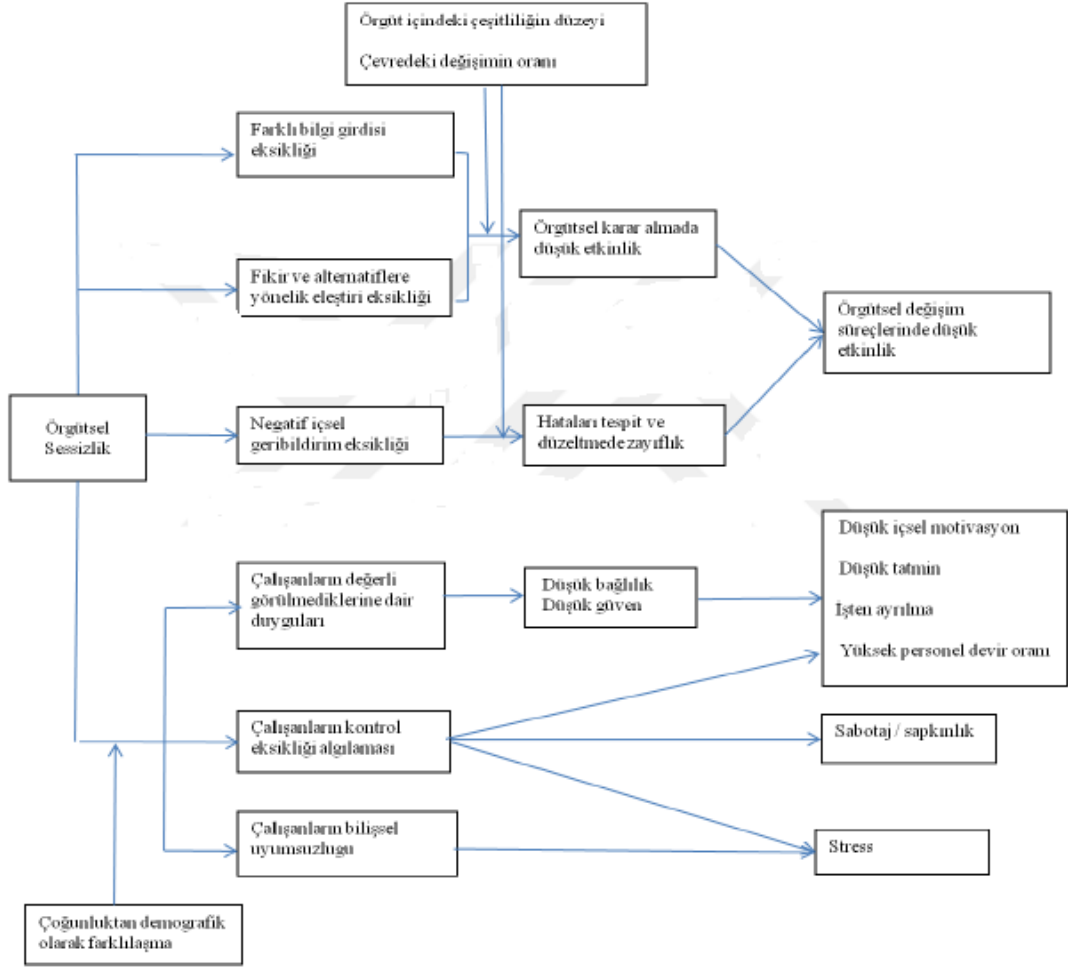 Örgüt içindeki çeşitliliğin düzeyi
Çevredeki değişimin oranı
Farklı bilgi girdisi
eksikliği
Fikir ve alternatiflere
yönelik eleştiri eksikliği
Örgütsel karar almada
düşük etkinlik
Örgütsel değişim
süreçlerinde düşük
etkinlik
Örgütsel
Sessizlik
Negatif içsel
geribildirim eksikliği
Hataları tespit ve
düzeltmede zayıflık
Çalışanların değerli
görülmediklerine dair
duyguları
Düşük bağlılık
Düşük güven
Düşük içsel motivasyon
Düşük tatmin
İşten ayrılma
Yüksek personel devir oranı
Çalışanların kontrol
eksikliği algılaması
Sabotaj / sapkınlık
Çalışanların bilişsel
uyumsuzlugu
Stress
Çoğunluktan demografik
olarak farklılaşma